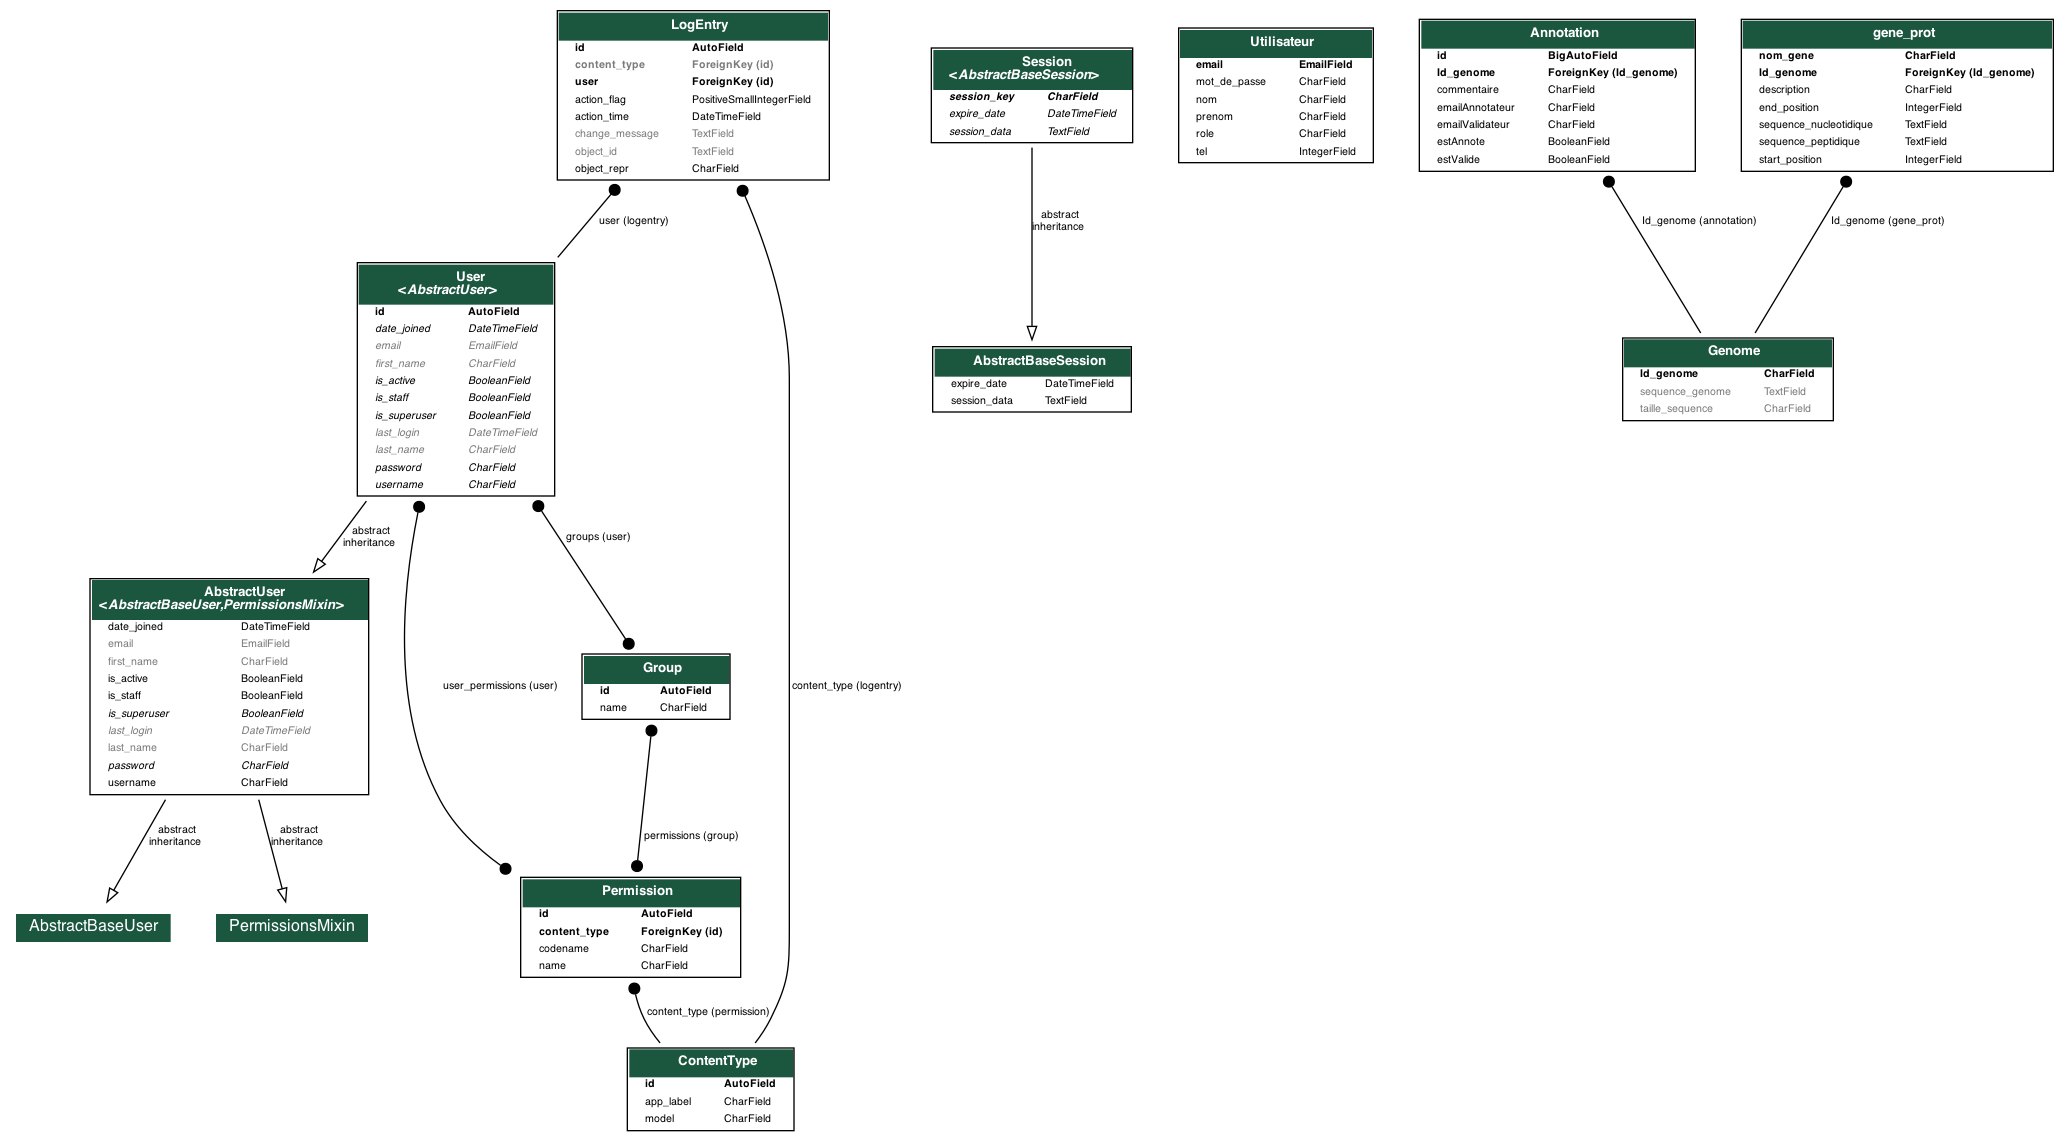 LogEntry
id AutoField
content_type ForeignKey (id)
user ForeignKey (id)
action_flag PositiveSmallIntegerField
action_time DateTimeField
change_message TextField
object_id TextField
object_repr CharField
Session
<AbstractBaseSession>
session_key CharField
expire_date DateTimeField
session_data TextField
Utilisateur
email EmailField
mot_de_passe CharField
nom CharField
prenom CharField
role CharField
tel IntegerField
Annotation
id BigAutoField
Id_genome ForeignKey (Id_genome)
commentaire CharField
emailAnnotateur CharField
emailValidateur CharField
estAnnote BooleanField
estValide BooleanField
gene_prot
nom_gene CharField
Id_genome ForeignKey (Id_genome)
description CharField
end_position IntegerField
sequence_nucleotidique TextField
sequence_peptidique TextField
start_position IntegerField
user (logentry)
abstract
inheritance
Id_genome (annotation)
Id_genome (gene_prot)
User
<AbstractUser>
id AutoField
date_joined DateTimeField
email EmailField
first_name CharField
is_active BooleanField
is_staff BooleanField
is_superuser BooleanField
last_login DateTimeField
last_name CharField
password CharField
username CharField
AbstractBaseSession
expire_date DateTimeField
session_data TextField
Genome
Id_genome CharField
sequence_genome TextField
taille_sequence CharField
abstract
inheritance
groups (user)
AbstractUser
<AbstractBaseUser,PermissionsMixin>
date_joined DateTimeField
email EmailField
first_name CharField
is_active BooleanField
is_staff BooleanField
is_superuser BooleanField
last_login DateTimeField
last_name CharField
password CharField
username CharField
user_permissions (user)
Group
id AutoField
name CharField
content_type (logentry)
abstract
inheritance
abstract
inheritance
permissions (group)
AbstractBaseUser
PermissionsMixin
Permission
id AutoField
content_type ForeignKey (id)
codename CharField
name CharField
content_type (permission)
ContentType
id AutoField
app_label CharField
model CharField